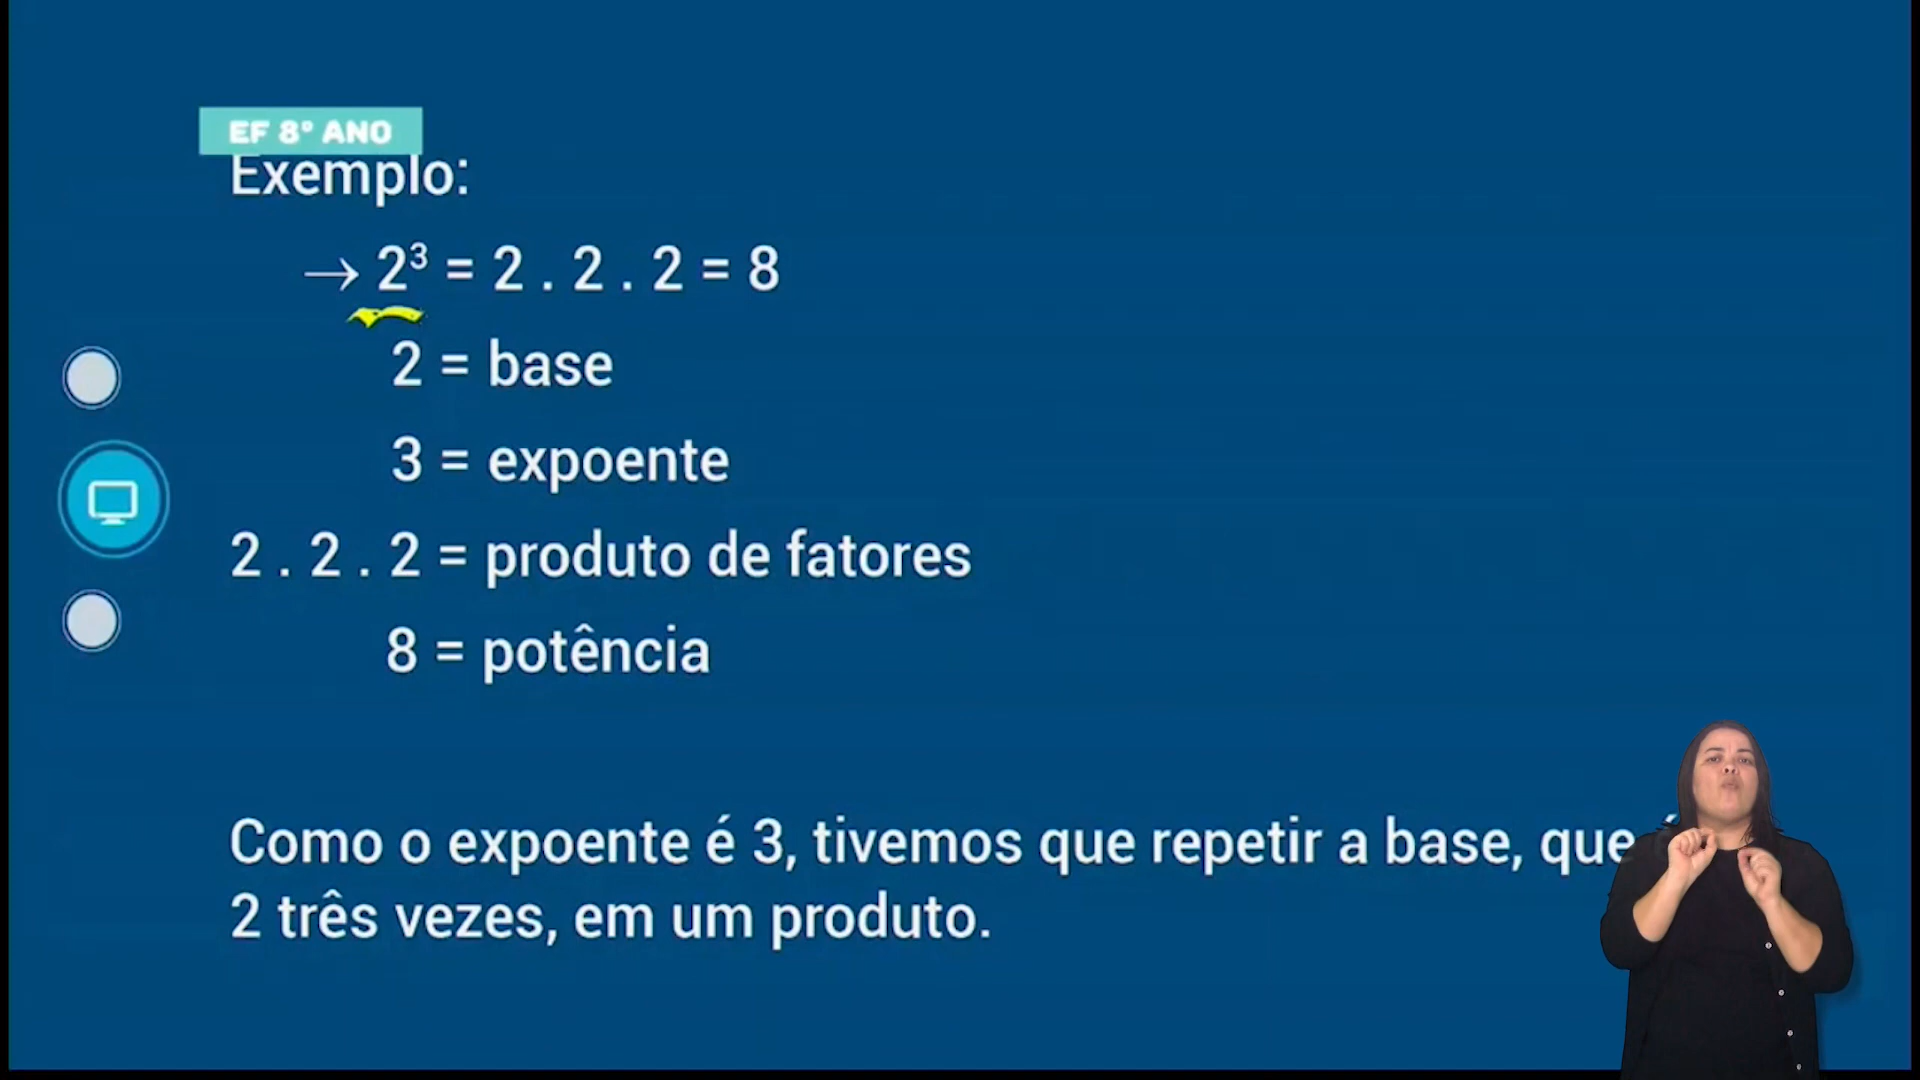 EF 8º ANO
Exemplo:
→ 2³ = 2 . 2 . 2 = 8
2 = base
3 = expoente
2 . 2 . 2 = produto de fatores
8 = potência
Como o expoente é 3, tivemos que repetir a base, que
2 três vezes, em um produto.